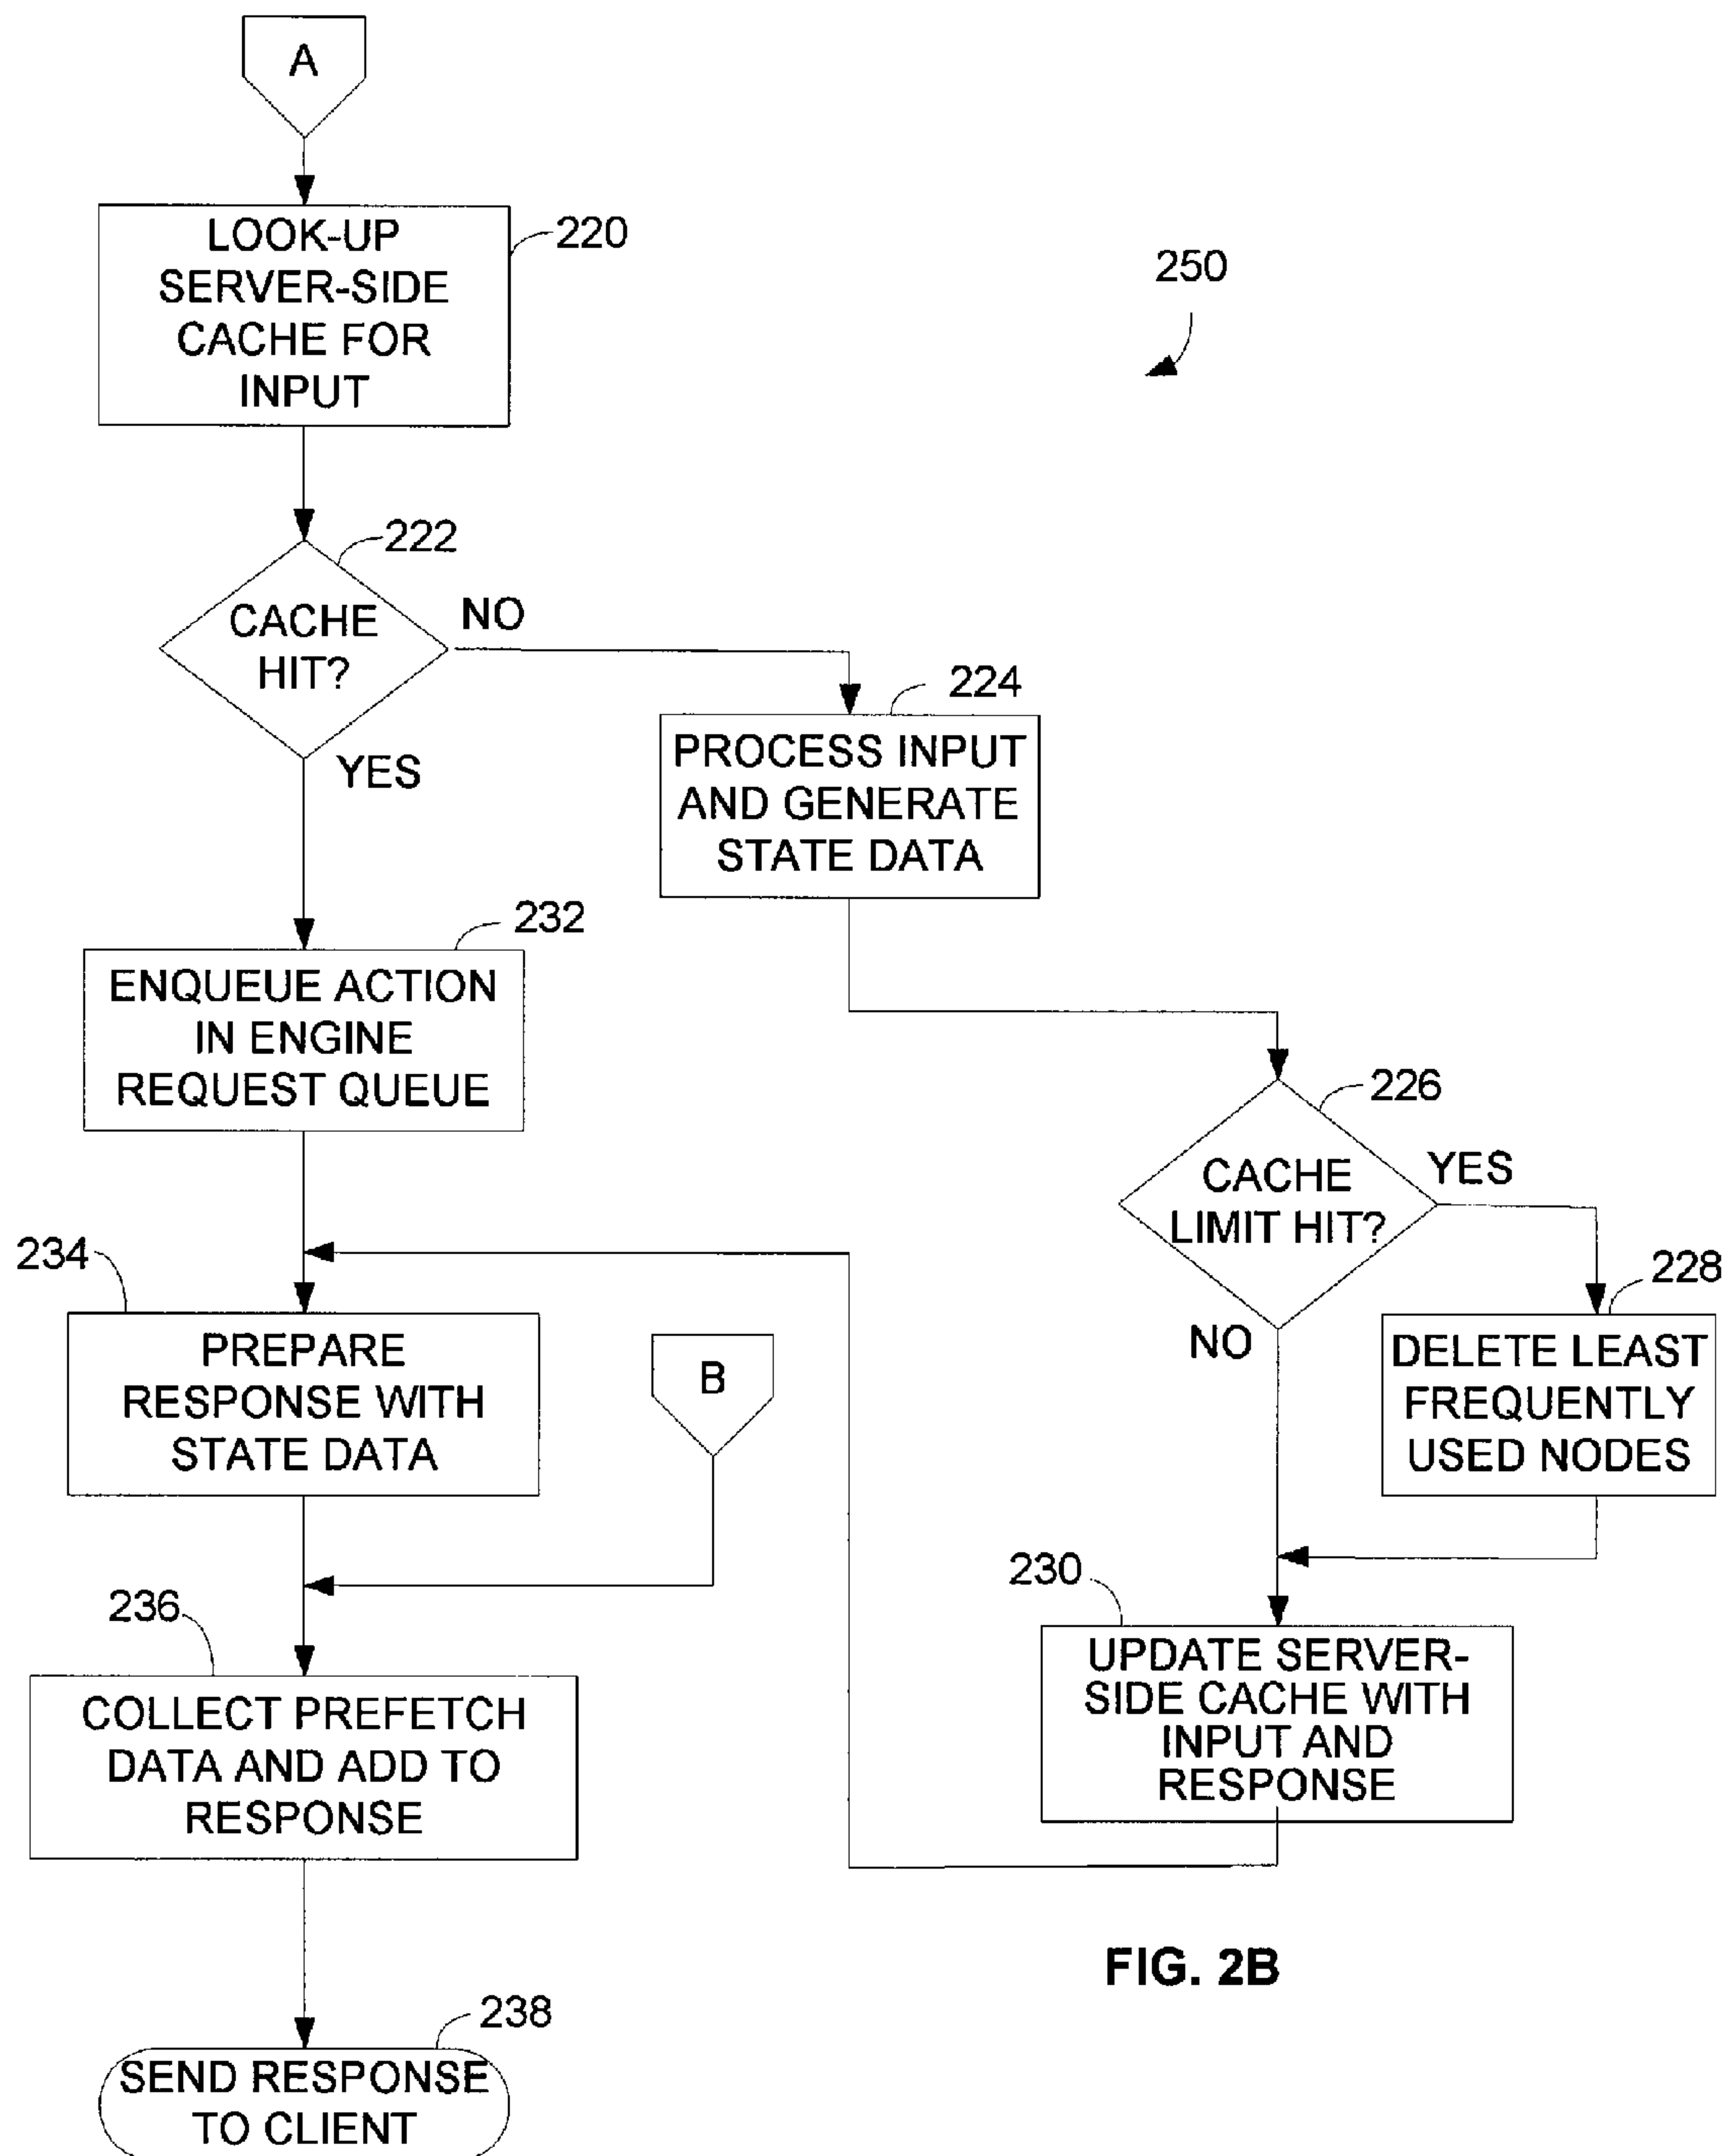 A
LOOK-UP
SERVER-SIDE
CACHE FOR
INPUT
220
250
222
CACHE
HIT?
NO
YES
224
PROCESS INPUT
AND GENERATE
STATE DATA
232
ENQUEUE ACTION
IN ENGINE
REQUEST QUEUE
226
CACHE
LIMIT HIT?
YES
NO
228
DELETE LEAST
FREQUENTLY
USED NODES
234
PREPARE
RESPONSE WITH
STATE DATA
B
230
UPDATE SERVER-
SIDE CACHE WITH
INPUT AND
RESPONSE
236
COLLECT PREFETCH
DATA AND ADD TO
RESPONSE
FIG. 2B
238
SEND RESPONSE
TO CLIENT